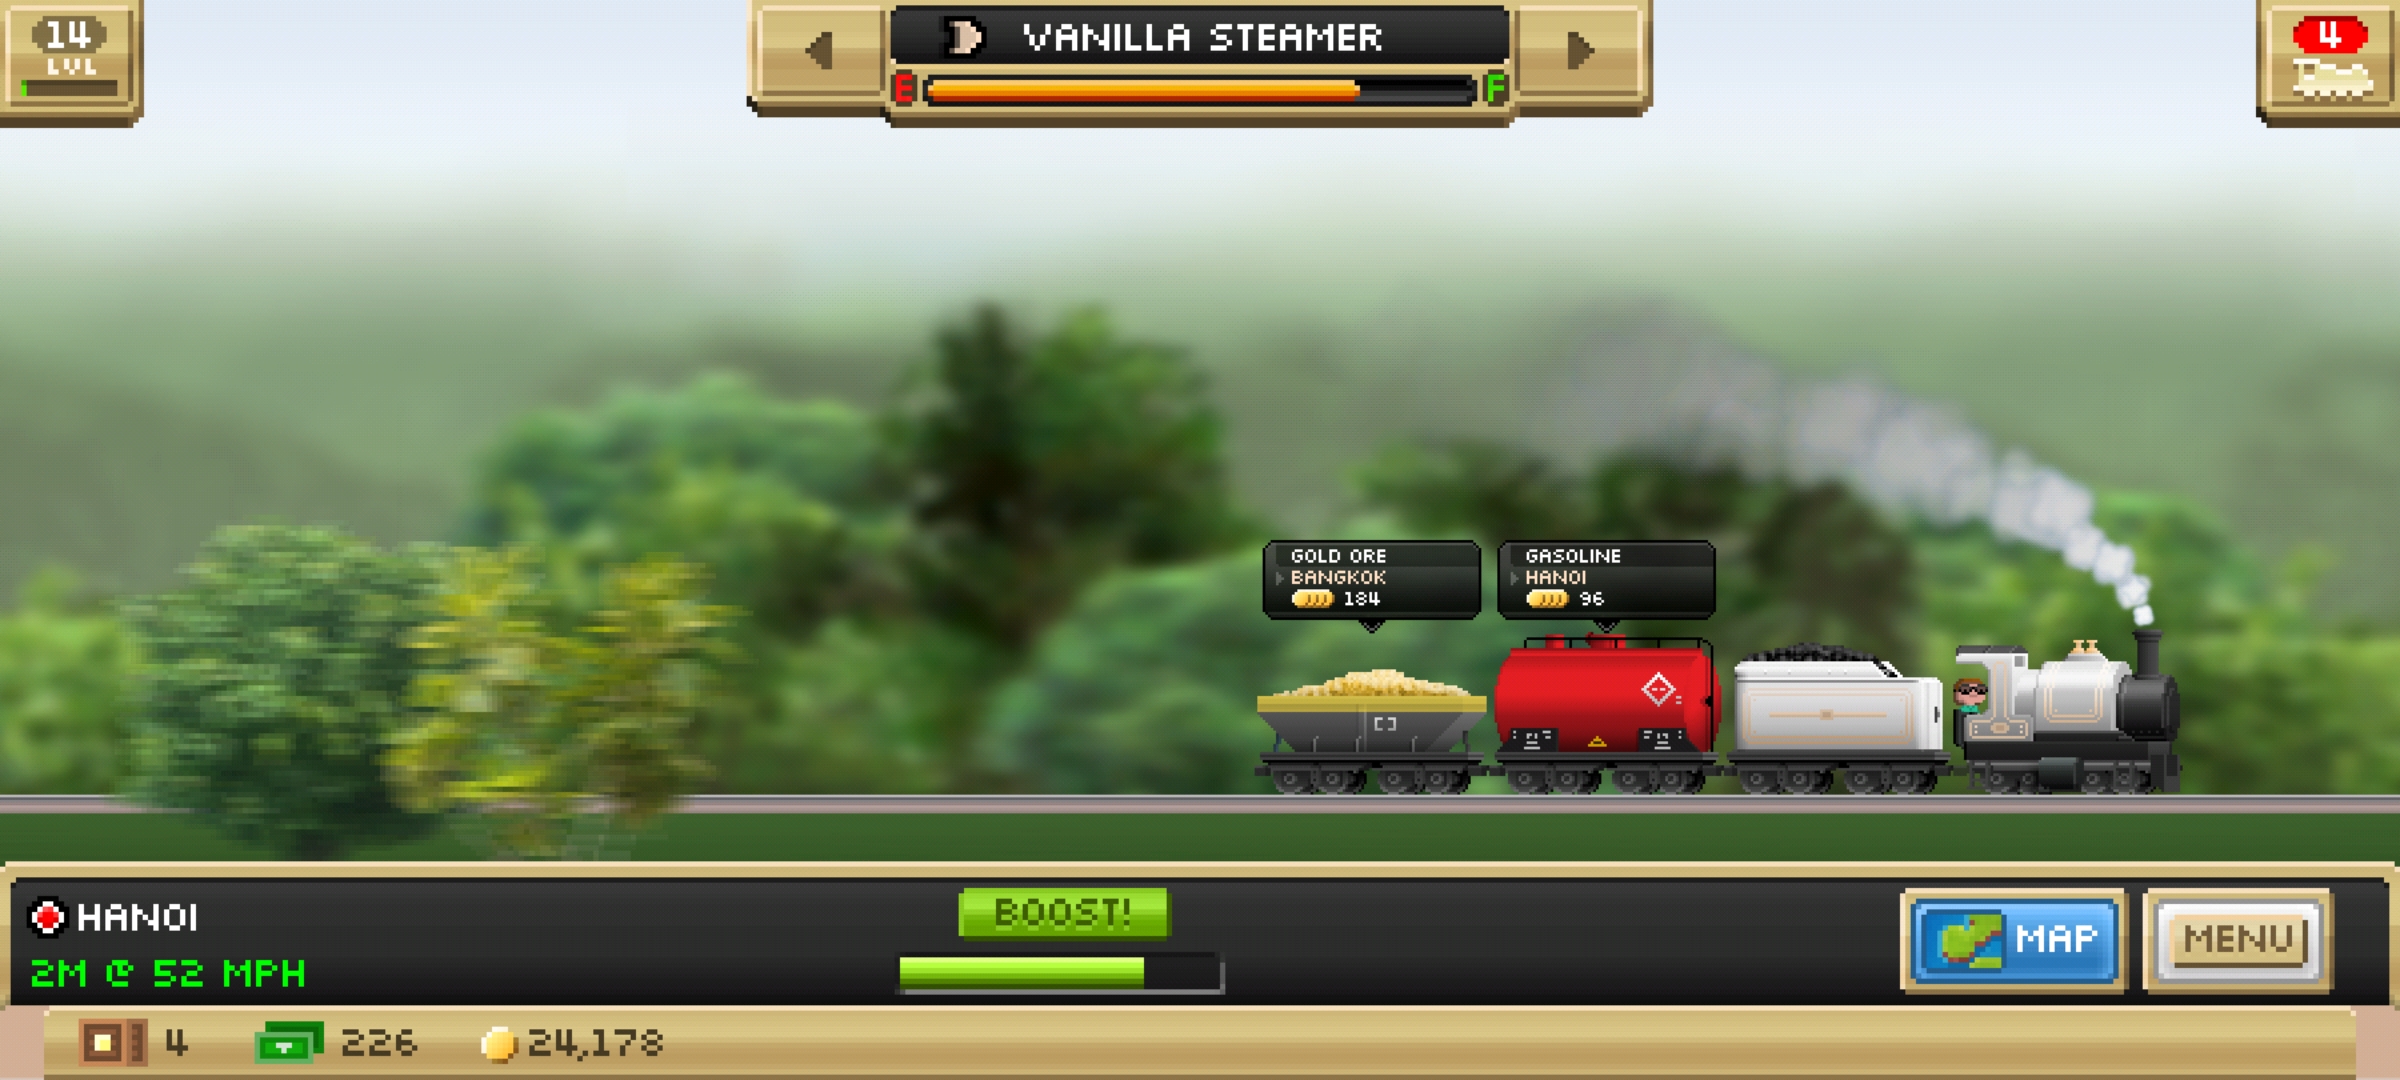 14
LVL
VANILLA STEAMER
E
F
4
GOLD ORE
BANGKOK
184
GASOLINE
HANOI
96
HANOI
2M @ 52 MPH
BOOST!
MAP
MENU
4
226
24,178